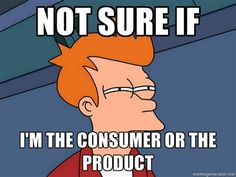 NOT SURE IF
I'M THE CONSUMER OR THE
PRODUCT
memegenerator.net